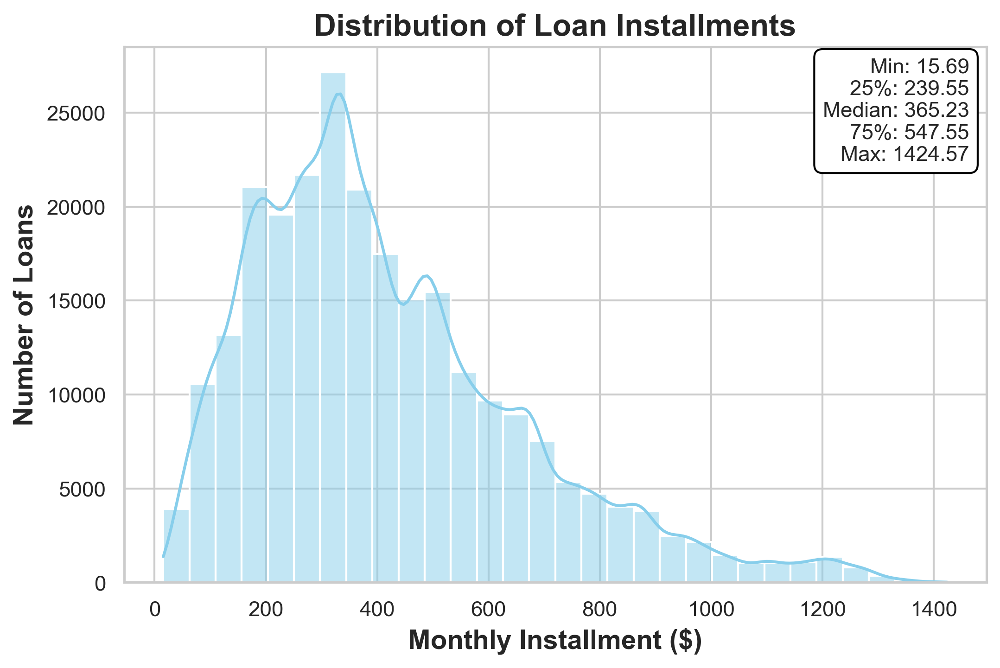 Distribution of Loan Installments
Min: 15.69
25%: 239.55
Median: 365.23
75%: 547.55
Max: 1424.57
Number of Loans
25000
20000
15000
10000
5000
0
0 200 400 600 800 1000 1200 1400
Monthly Installment ($)